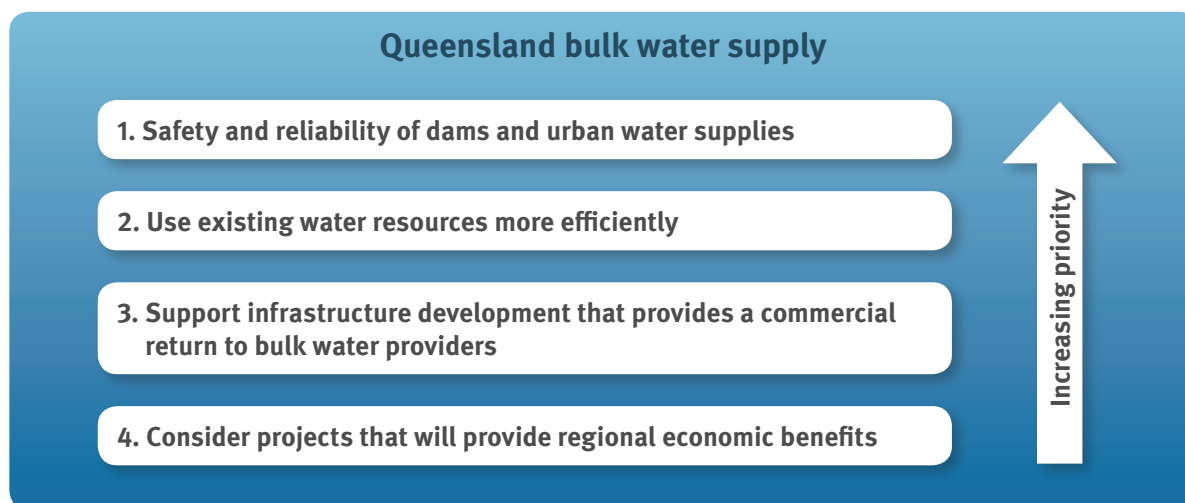 Queensland bulk water supply
1. Safety and reliability of dams and urban water supplies
2. Use existing water resources more efficiently
3. Support infrastructure development that provides a commercial
return to bulk water providers
4. Consider projects that will provide regional economic benefits
Increasing priority